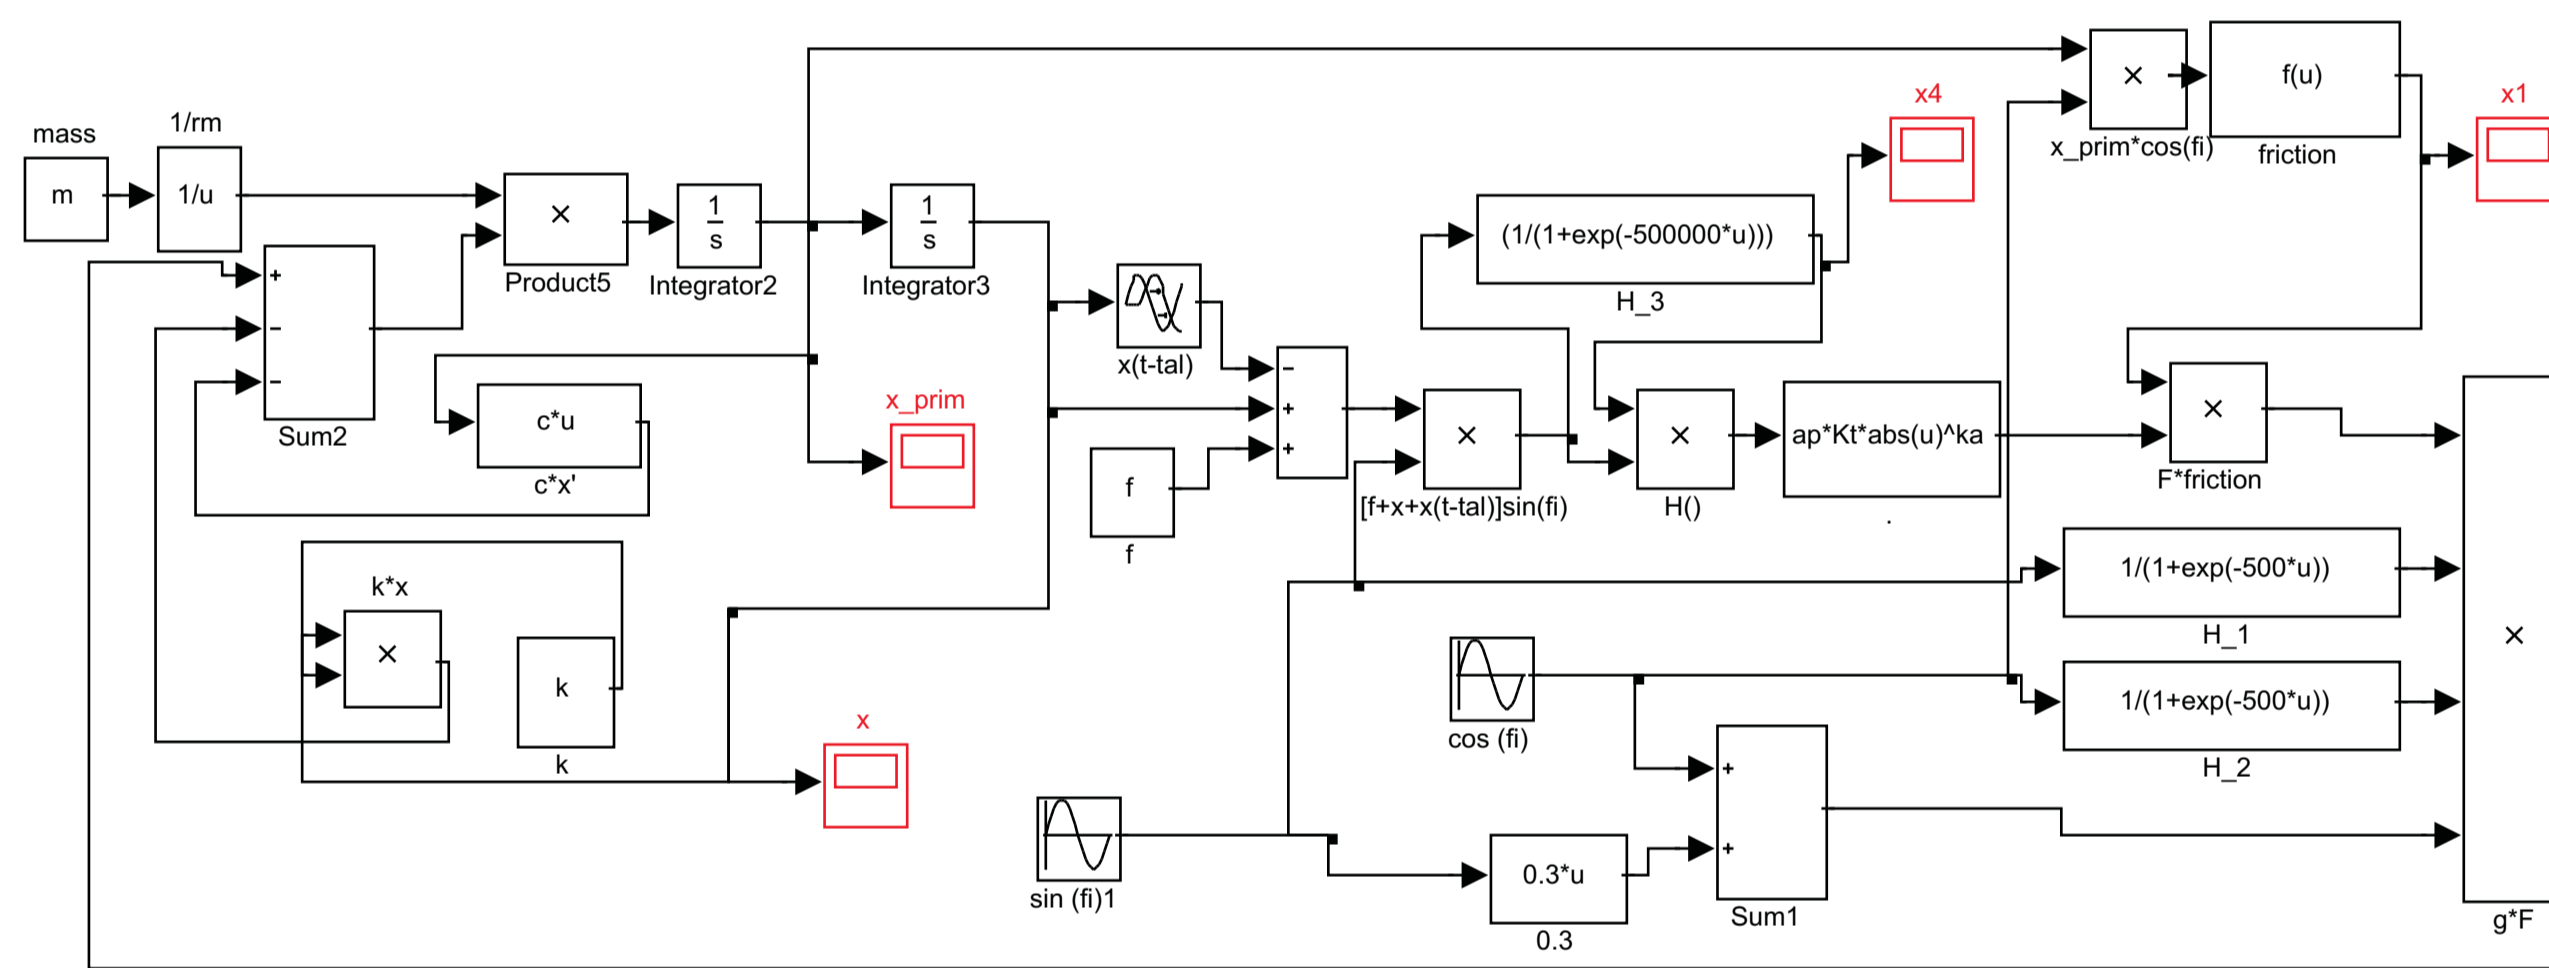 mass
m
1/rm
1/u
+
−
−
Sum2
×
Product5
1
s
Integrator2
1
s
Integrator3
c*u
c*x'
x_prim
k*x
×
k
k
x
x(t-tal)
−
+
+
f
f
×
[f+x+x(t-tal)]sin(fi)
(1/(1+exp(-500000*u)))
H_3
x4
×
H()
ap*Kt*abs(u)^ka
.
×
x_prim*cos(fi)
f(u)
friction
x1
×
F*friction
1/(1+exp(-500*u))
H_1
1/(1+exp(-500*u))
H_2
cos (fi)
sin (fi)1
0.3*u
0.3
+
+
Sum1
×
g*F